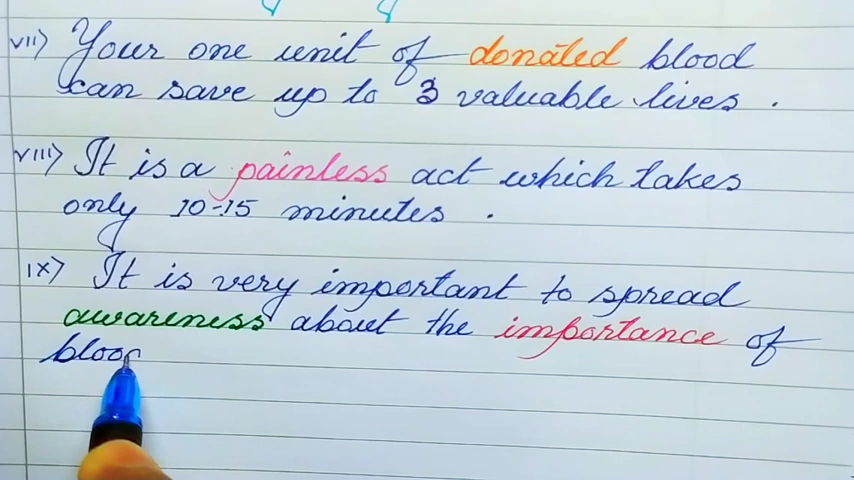 vii) Your one unit of donated blood
can save up to 3 valuable lives .
viii) It is a painless act which takes
only 10-15 minutes .
ix) It is very important to spread
awareness about the importance of
bloo